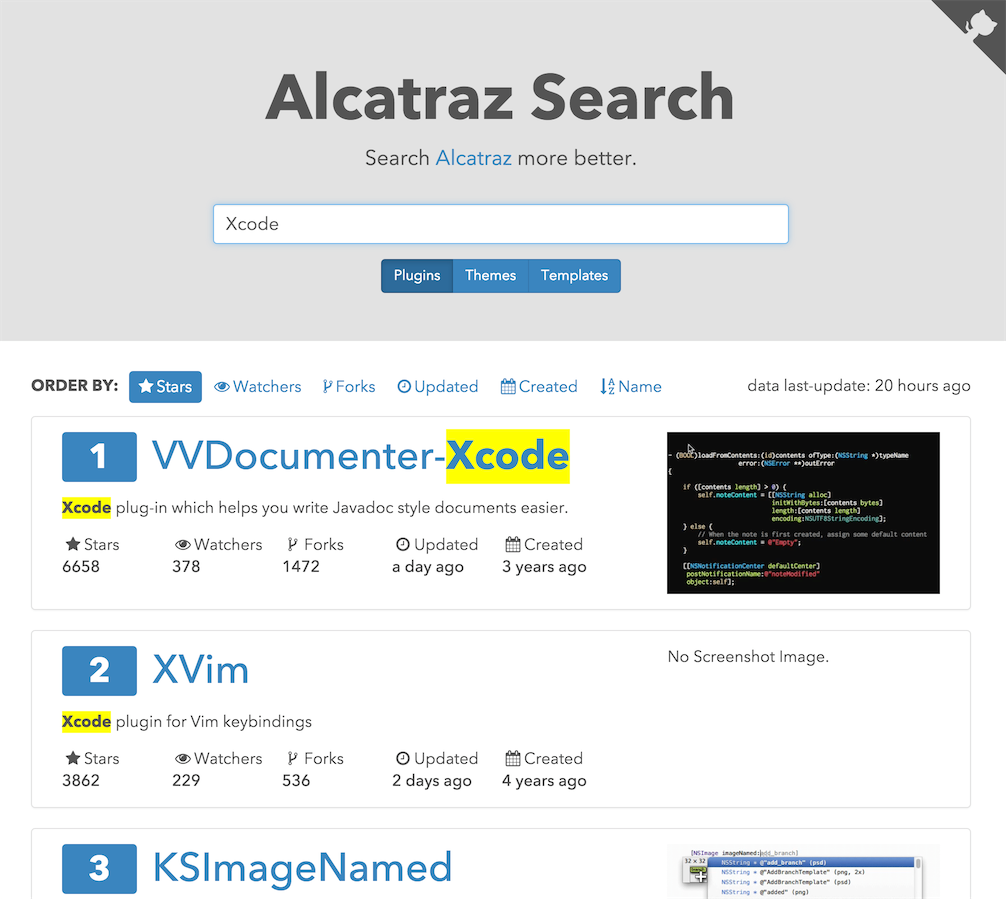 Alcatraz Search
Search Alcatraz more better.
Xcode
Plugins Themes Templates
ORDER BY: Stars Watchers Forks Updated Created Name data last-update: 20 hours ago
1 VVDocumenter-Xcode
Xcode plug-in which helps you write Javadoc style documents easier.
Stars Watchers Forks Updated Created
6658 378 1472 a day ago 3 years ago
- (BOOL)loadFromContents:(id)contents ofType:(NSString *)typeName
error:(NSError **)outError
{
if ([contents length] > 0) {
self.noteContent = [[NSString alloc]
initWithBytes:[contents bytes]
length:[contents length]
encoding:NSUTF8StringEncoding];
} else {
// When the note is first created, assign some default content
self.noteContent = @"Empty";
}
[[NSNotificationCenter defaultCenter]
postNotificationName:@"noteModified"
object:self];
2 XVim
No Screenshot Image.
Xcode plugin for Vim keybindings
Stars Watchers Forks Updated Created
3862 229 536 2 days ago 4 years ago
3 KSImageNamed
[NSImage imageNamed:add_branch]
32 × 32
NSString = @"add_branch" (psd)
NSString = @"AddBranchTemplate" (png, 2x)
NSString = @"AddBranchTemplate" (psd)
NSString = @"added" (png)